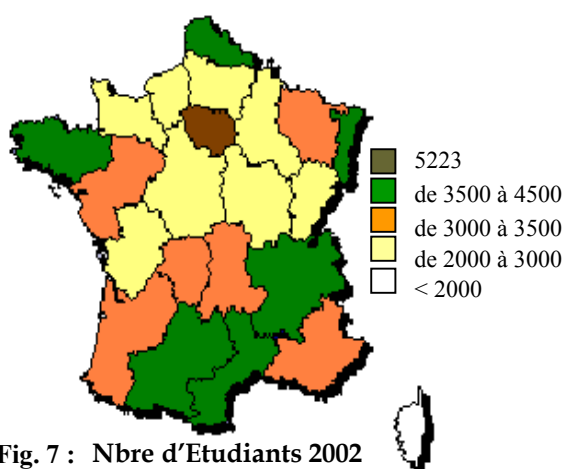 5223
de 3500 à 4500
de 3000 à 3500
de 2000 à 3000
< 2000
Fig. 7 : Nbre d'Etudiants 2002